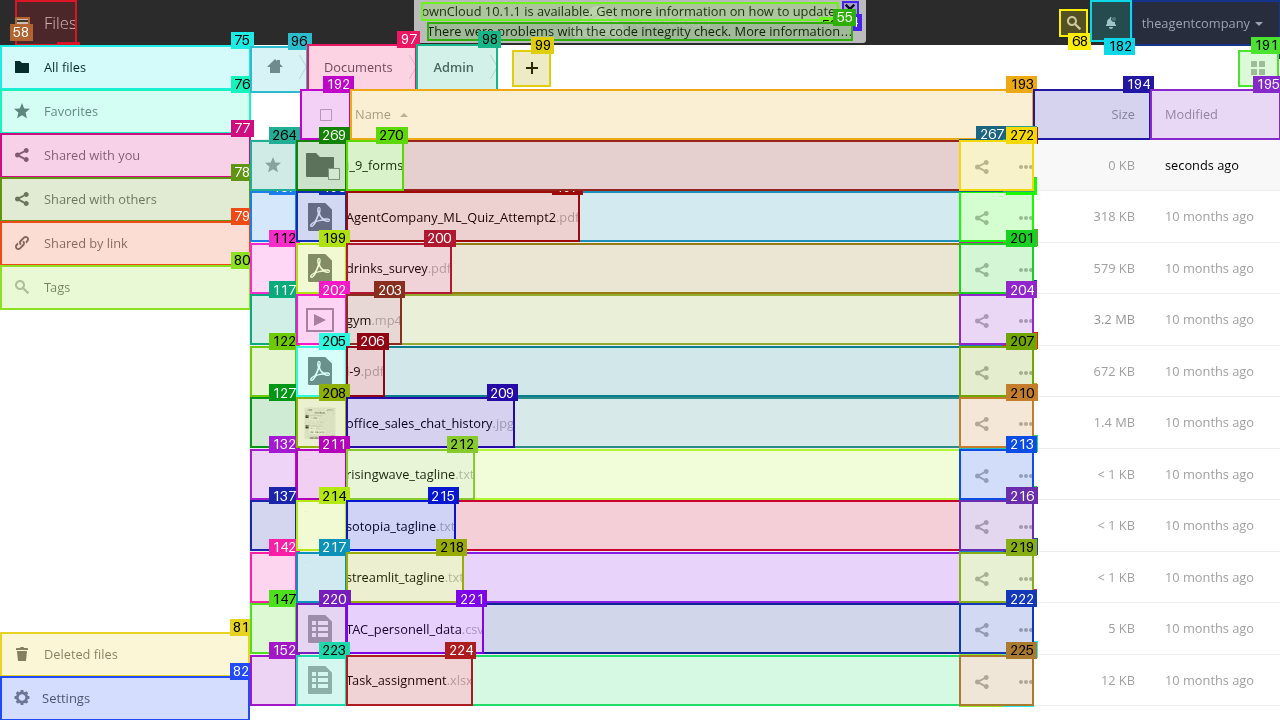 Files
ownCloud 10.1.1 is available. Get more information on how to update
There were problems with the code integrity check. More information...
theagentcompany
58
55
68
182
75
96
97
98
99
191
All files
Documents
Admin
+
76
192
193
194
195
Favorites
Name
Size
Modified
77
264
269
270
267
272
Shared with you
_9_forms
0 KB
seconds ago
78
Shared with others
AgentCompany_ML_Quiz_Attempt2.pdf
318 KB
10 months ago
79
112
199
200
201
Shared by link
drinks_survey.pdf
579 KB
10 months ago
80
117
202
203
204
Tags
gym.mp4
3.2 MB
10 months ago
122
205
206
207
-9.pdf
672 KB
10 months ago
127
208
209
210
office_sales_chat_history.jpg
1.4 MB
10 months ago
132
211
212
213
risingwave_tagline.txt
< 1 KB
10 months ago
137
214
215
216
sotopia_tagline.txt
< 1 KB
10 months ago
142
217
218
219
streamlit_tagline.txt
< 1 KB
10 months ago
147
220
221
222
TAC_personell_data.csv
5 KB
10 months ago
81
152
223
224
225
Deleted files
Task_assignment.xlsx
12 KB
10 months ago
82
Settings